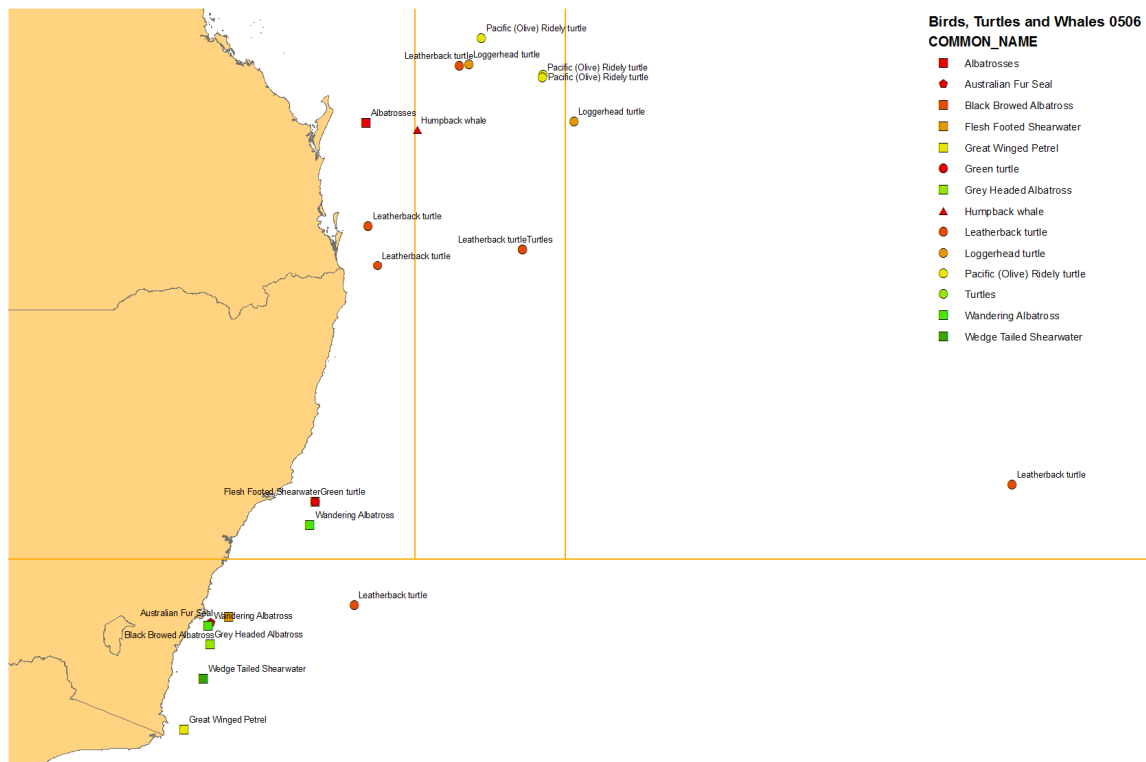 Birds, Turtles and Whales 0506
COMMON_NAME
Albatrosses
Australian Fur Seal
Black Browed Albatross
Flesh Footed Shearwater
Great Winged Petrel
Green turtle
Grey Headed Albatross
Humpback whale
Leatherback turtle
Loggerhead turtle
Pacific (Olive) Ridely turtle
Turtles
Wandering Albatross
Wedge Tailed Shearwater
Pacific (Olive) Ridely turtle
Leatherback turtle
Loggerhead turtle
Pacific (Olive) Ridely turtle
Pacific (Olive) Ridely turtle
Albatrosses
Humpback whale
Loggerhead turtle
Leatherback turtle
Leatherback turtleTurtles
Leatherback turtle
Leatherback turtle
Flesh Footed ShearwaterGreen turtle
Wandering Albatross
Leatherback turtle
Australian Fur Seal
Wandering Albatross
Black Browed Albatross
Grey Headed Albatross
Wedge Tailed Shearwater
Great Winged Petrel